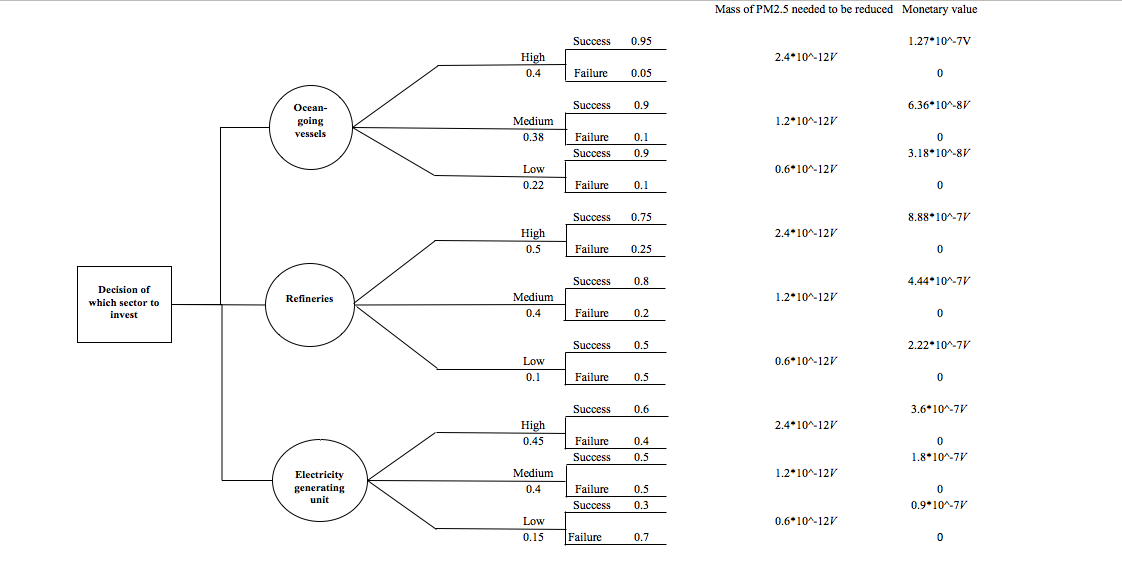 Mass of PM2.5 needed to be reduced Monetary value
Success 0.95 1.27*10^-7V
High 2.4*10^-12V
0.4 Failure 0.05 0
Ocean-
going
vessels
Success 0.9 6.36*10^-8V
Medium 1.2*10^-12V
0.38 Failure 0.1 0
Success 0.9 3.18*10^-8V
Low 0.6*10^-12V
0.22 Failure 0.1 0
Success 0.75 8.88*10^-7V
High 2.4*10^-12V
0.5 Failure 0.25 0
Decision of
which sector to
invest
Refineries
Success 0.8 4.44*10^-7V
Medium 1.2*10^-12V
0.4 Failure 0.2 0
Success 0.5 2.22*10^-7V
Low 0.6*10^-12V
0.1 Failure 0.5 0
Success 0.6 3.6*10^-7V
High 2.4*10^-12V
0.45 Failure 0.4 0
Electricity
generating
unit
Success 0.5 1.8*10^-7V
Medium 1.2*10^-12V
0.4 Failure 0.5 0
Success 0.3 0.9*10^-7V
Low 0.6*10^-12V
0.15 Failure 0.7 0